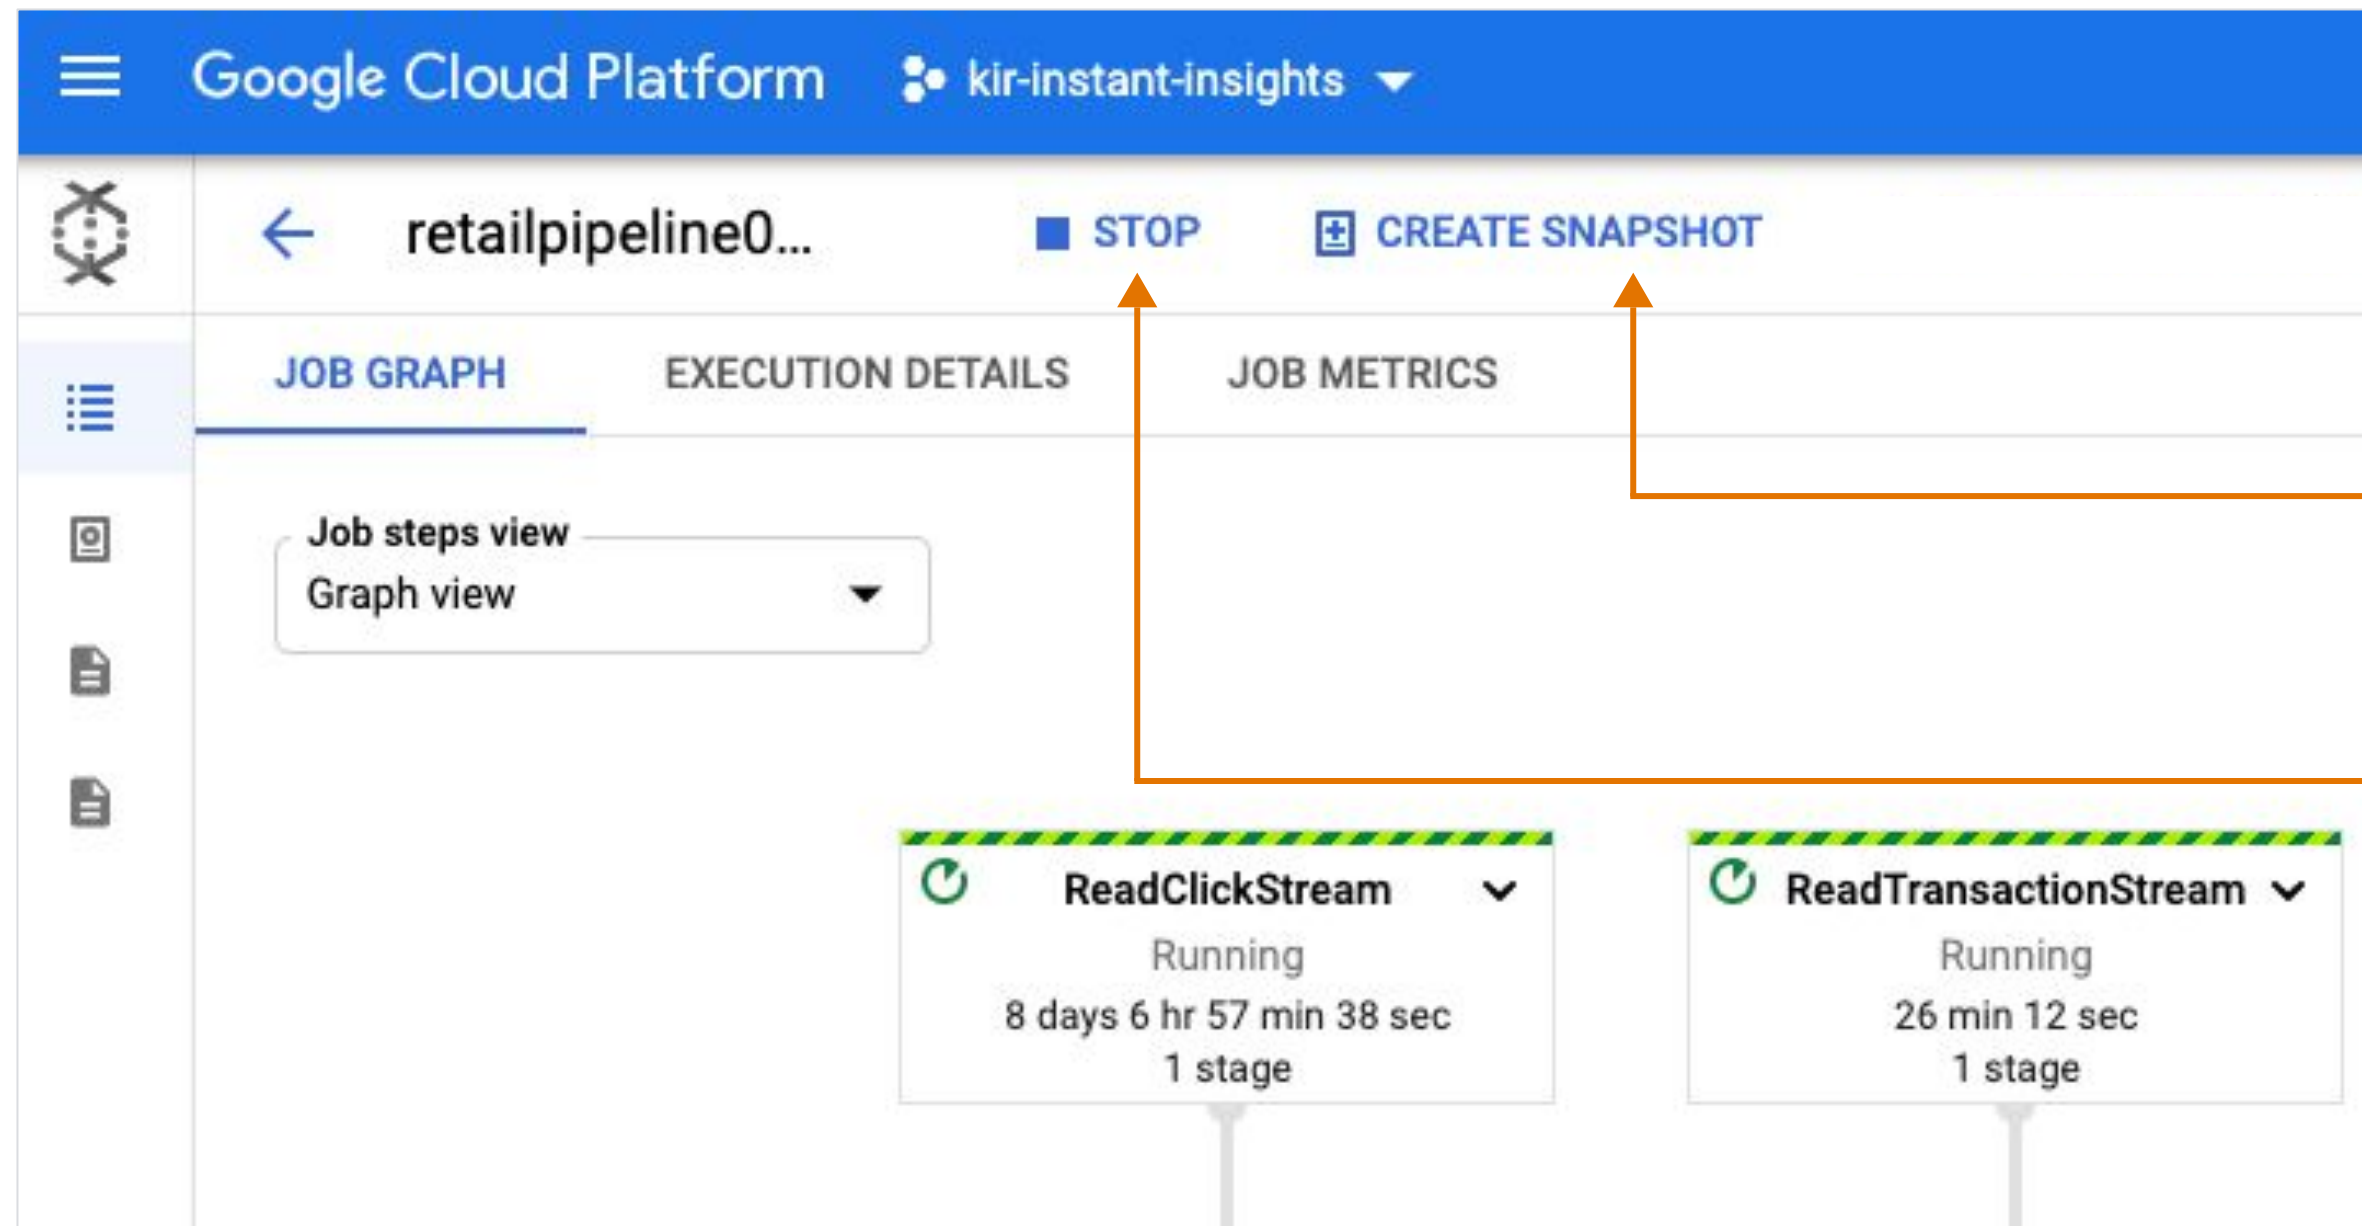 Google Cloud Platform kir-instant-insights
retailpipeline0... STOP CREATE SNAPSHOT
JOB GRAPH EXECUTION DETAILS JOB METRICS
Job steps view
Graph view
ReadClickStream
Running
8 days 6 hr 57 min 38 sec
1 stage
ReadTransactionStream
Running
26 min 12 sec
1 stage